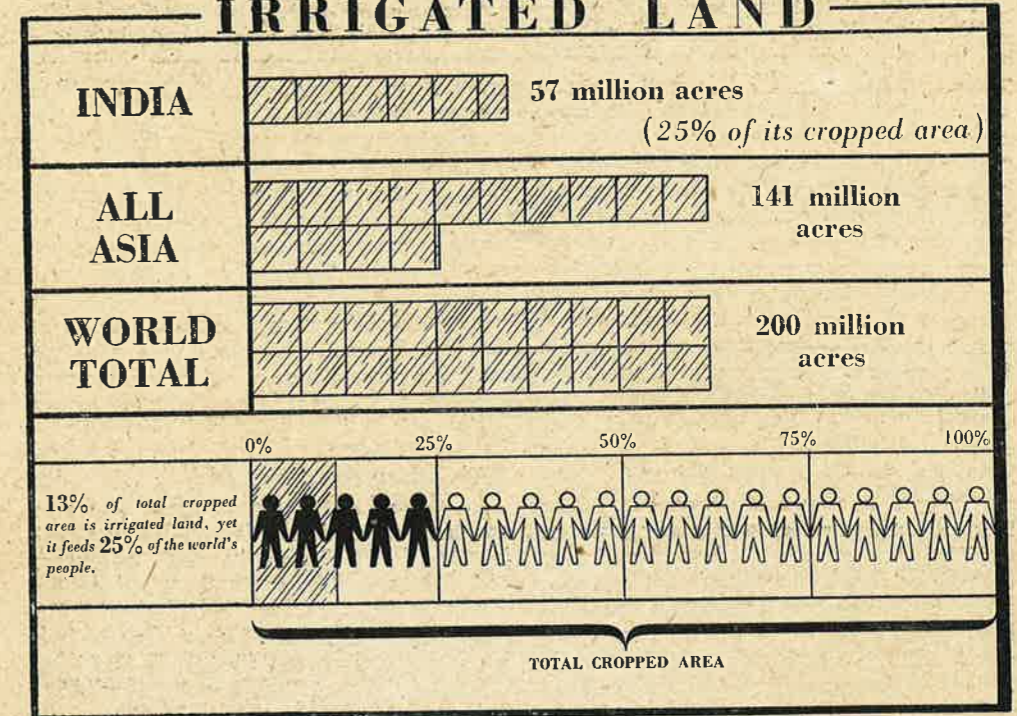 IRRIGATED LAND
INDIA
57 million acres
(25% of its cropped area)
ALL
ASIA
141 million
acres
WORLD
TOTAL
200 million
acres
0% 25% 50% 75% 100%
13% of total cropped
area is irrigated land, yet
it feeds 25% of the world's
people.
TOTAL CROPPED AREA